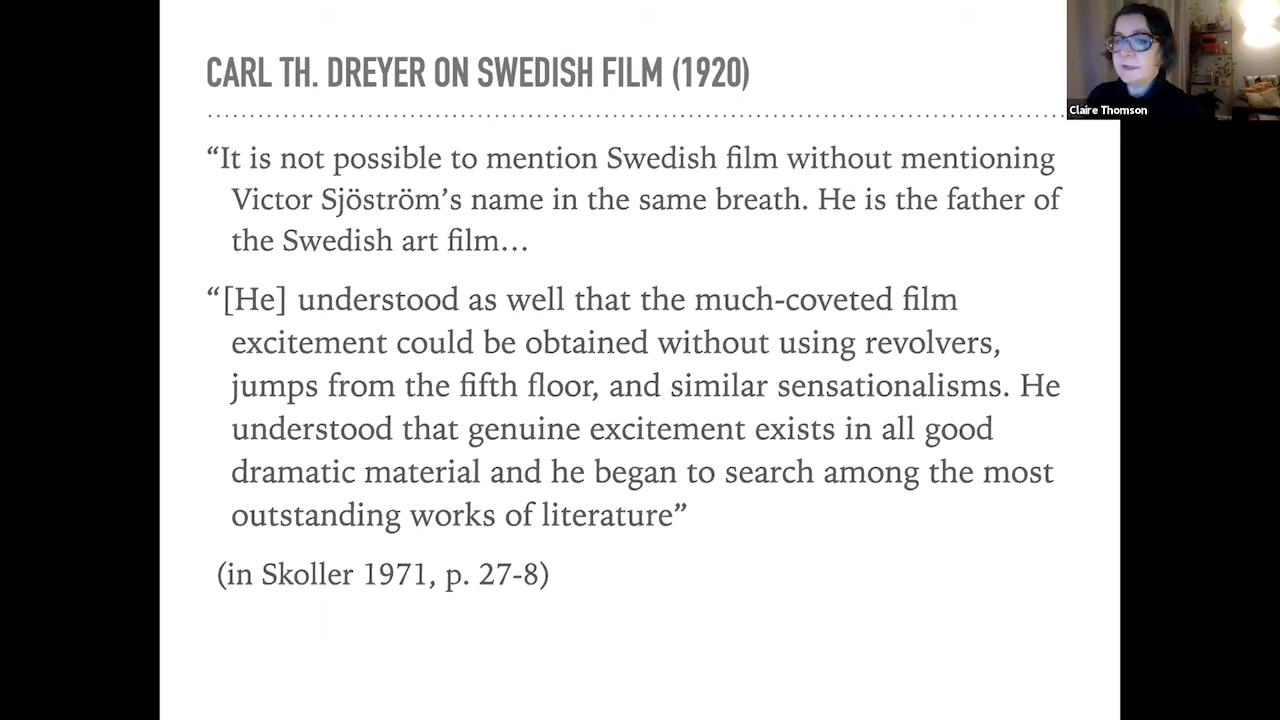 CARL TH. DREYER ON SWEDISH FILM (1920)
Claire Thomson
“It is not possible to mention Swedish film without mentioning
Victor Sjöström’s name in the same breath. He is the father of
the Swedish art film…
“[He] understood as well that the much-coveted film
excitement could be obtained without using revolvers,
jumps from the fifth floor, and similar sensationalisms. He
understood that genuine excitement exists in all good
dramatic material and he began to search among the most
outstanding works of literature”
(in Skoller 1971, p. 27-8)